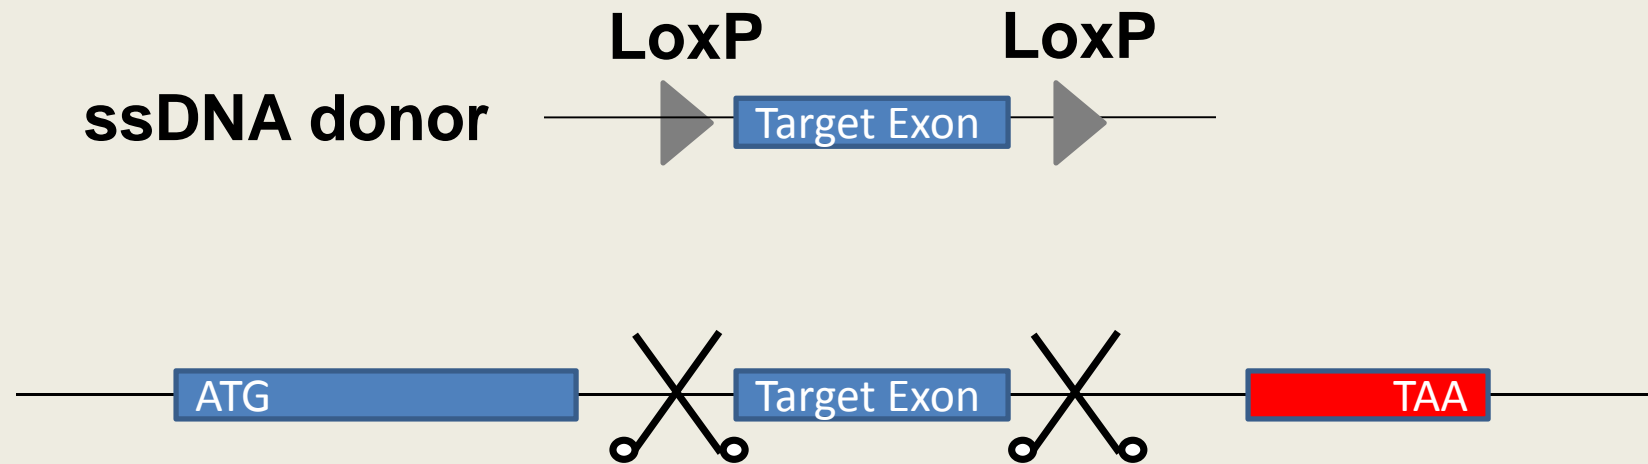 LoxP LoxP
ssDNA donor Target Exon
ATG Target Exon TAA